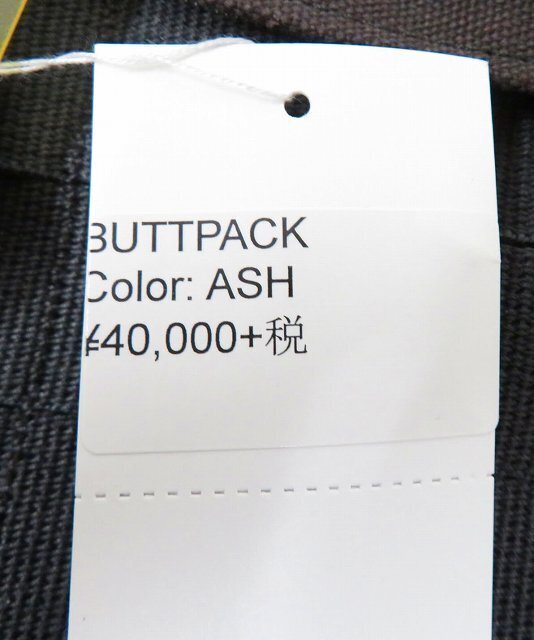 BUTTPACK
Color: ASH
¥40,000+税